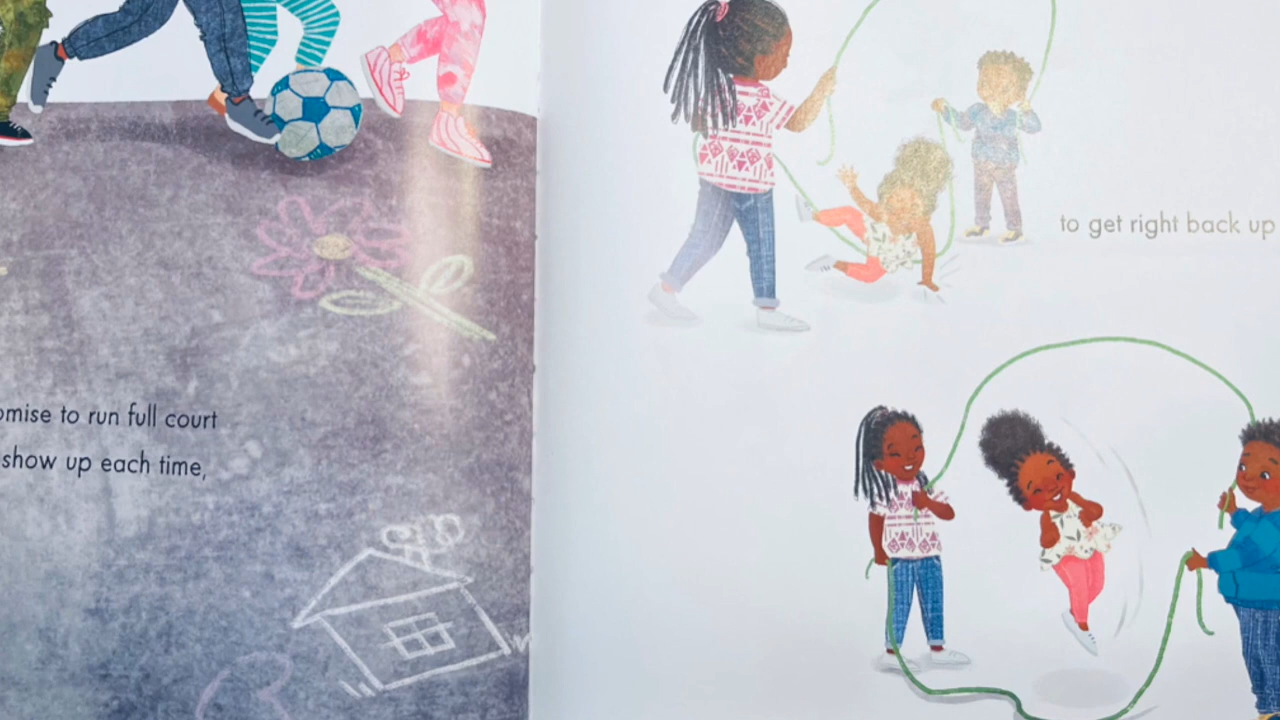 omise to run full court
show up each time,
to get right back up